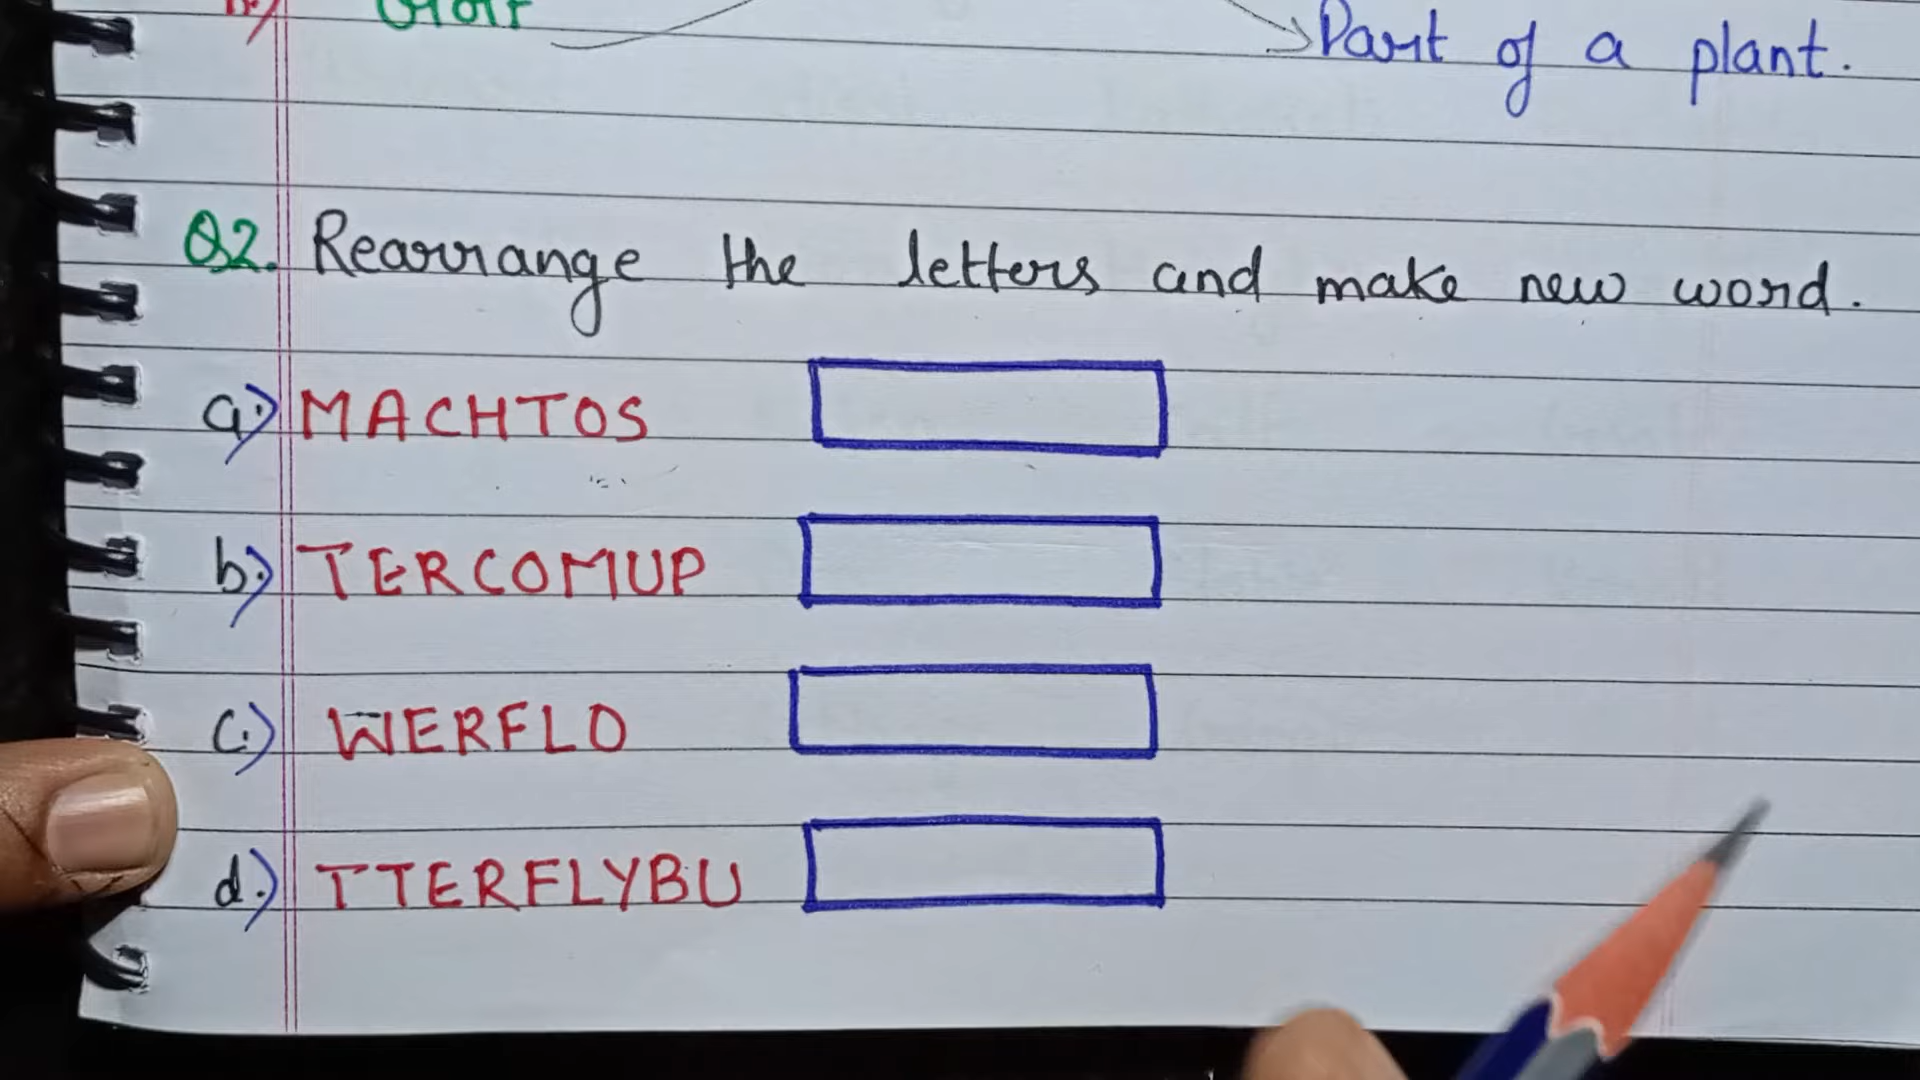 Part of a plant.
Q2. Rearrange the letters and make new word.
a.) MACHTOS
b.) TERCOMUP
c.) WERFLO
d.) TTERFLYBU